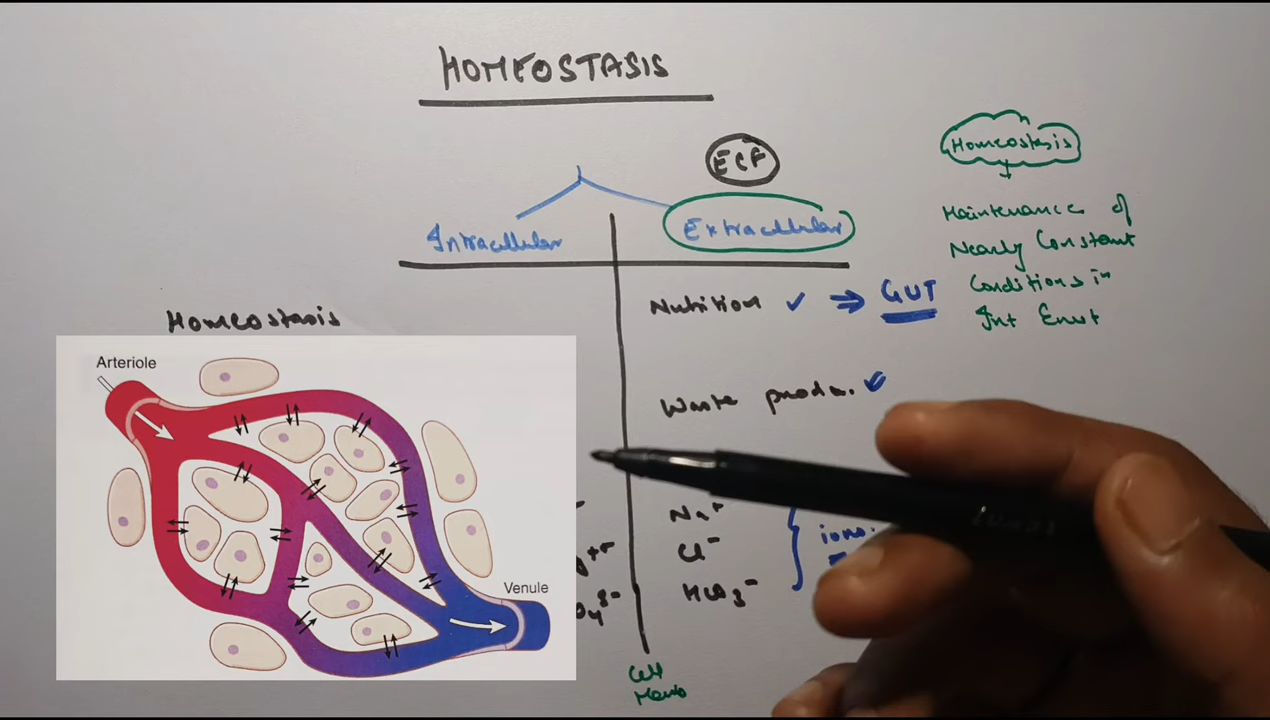 HOMEOSTASIS
ECF
Intracellular
Extracellular
Homeostasis
Maintenance of
Nearly Constant
Conditions in
Int Envt
Nutrition ✓ ⇒ GUT
Homeostasis
Waste produ. ✓
Arteriole
Venule
Na+
Cl-
HCO3-
Cell